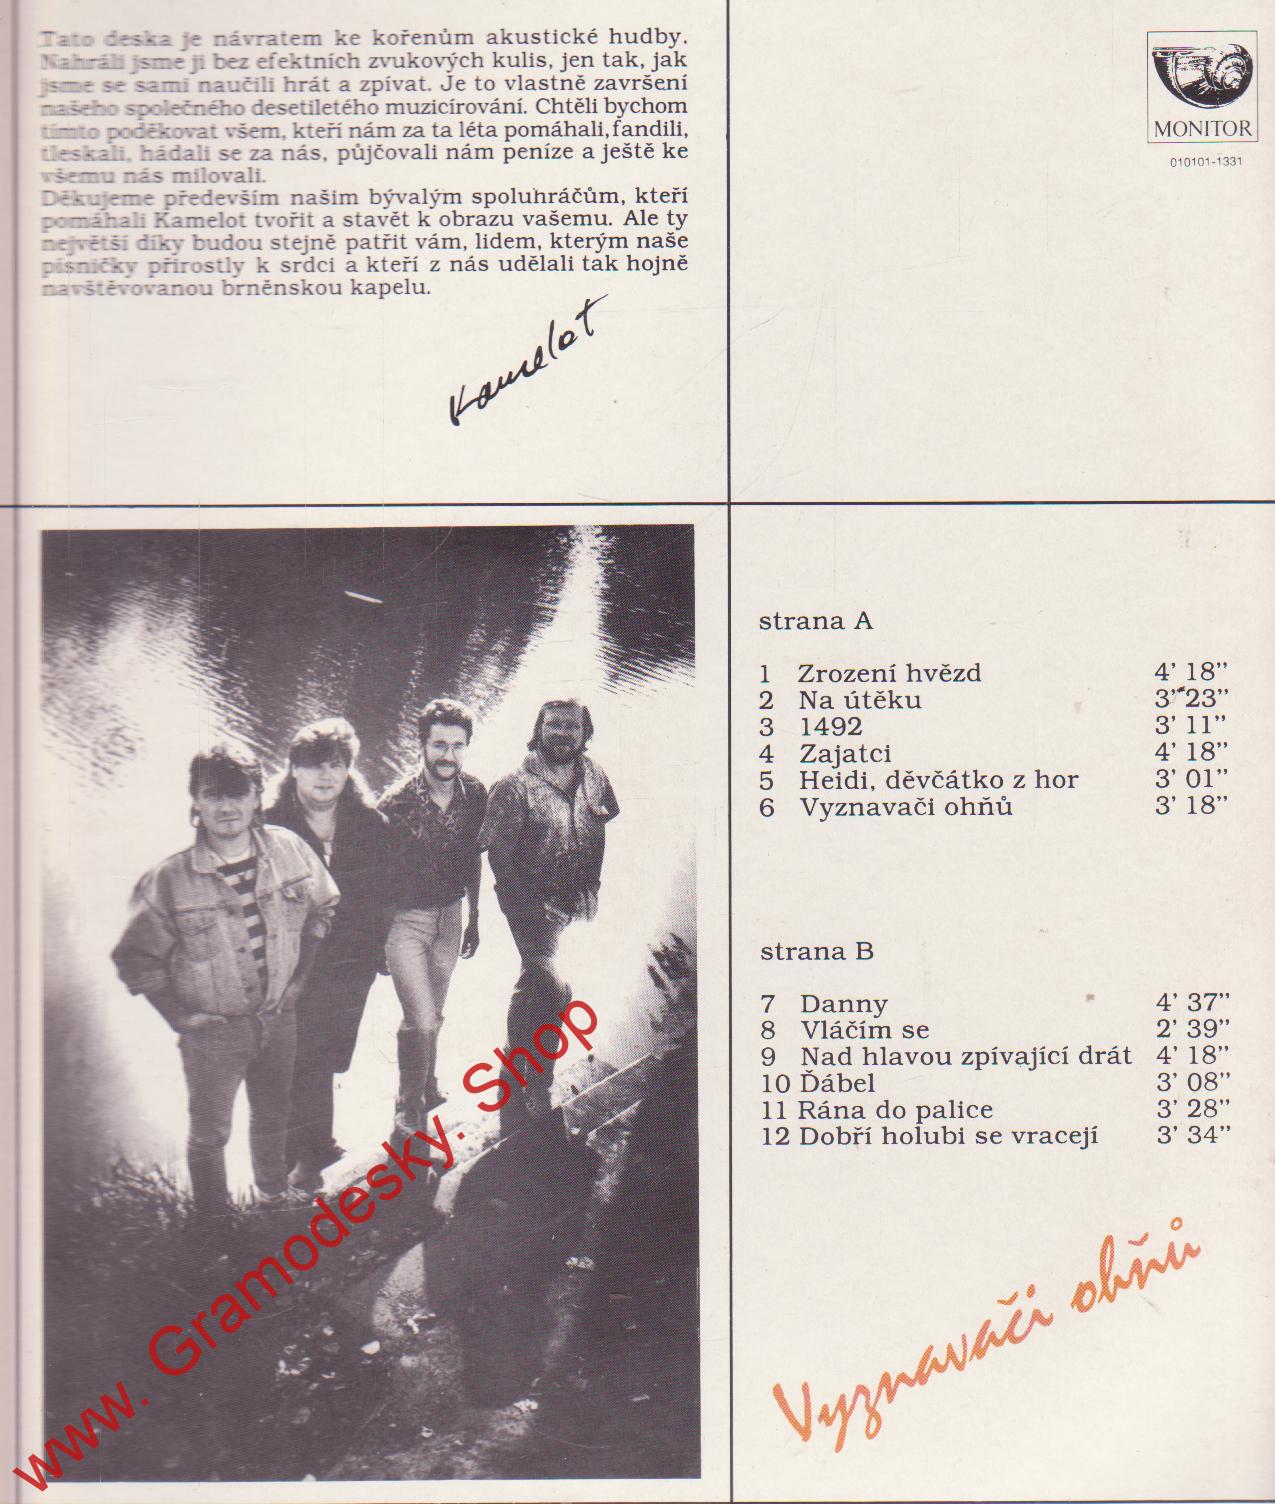 Tato deska je návratem ke kořenům akustické hudby.
Nahráli jsme ji bez efektních zvukových kulis, jen tak, jak
jsme se sami naučili hrát a zpívat. Je to vlastně završení
našeho společného desetiletého muzicírování. Chtěli bychom
tímto poděkovat všem, kteří nám za ta léta pomáhali, fandili,
tleskali, hádali se za nás, půjčovali nám peníze a ještě ke
všemu nás milovali.
Děkujeme především našim bývalým spoluhráčům, kteří
pomáhali Kamelot tvořit a stavět k obrazu vašemu. Ale ty
největší díky budou stejně patřit vám, lidem, kterým naše
písničky přirostly k srdci a kteří z nás udělali tak hojně
navštěvovanou brněnskou kapelu.
Kamelot
MONITOR
010101-1331
strana A
1 Zrození hvězd 4’ 18”
2 Na útěku 3’ 23”
3 1492 3’ 11”
4 Zajatci 4’ 18”
5 Heidi, děvčátko z hor 3’ 01”
6 Vyznavači ohňů 3’ 18”
strana B
7 Danny 4’ 37”
8 Vláčím se 2’ 39”
9 Nad hlavou zpívající drát 4’ 18”
10 Ďábel 3’ 08”
11 Rána do palice 3’ 28”
12 Dobří holubi se vracejí 3’ 34”
Vyznavači ohňů
www. Gramodesky. Shop